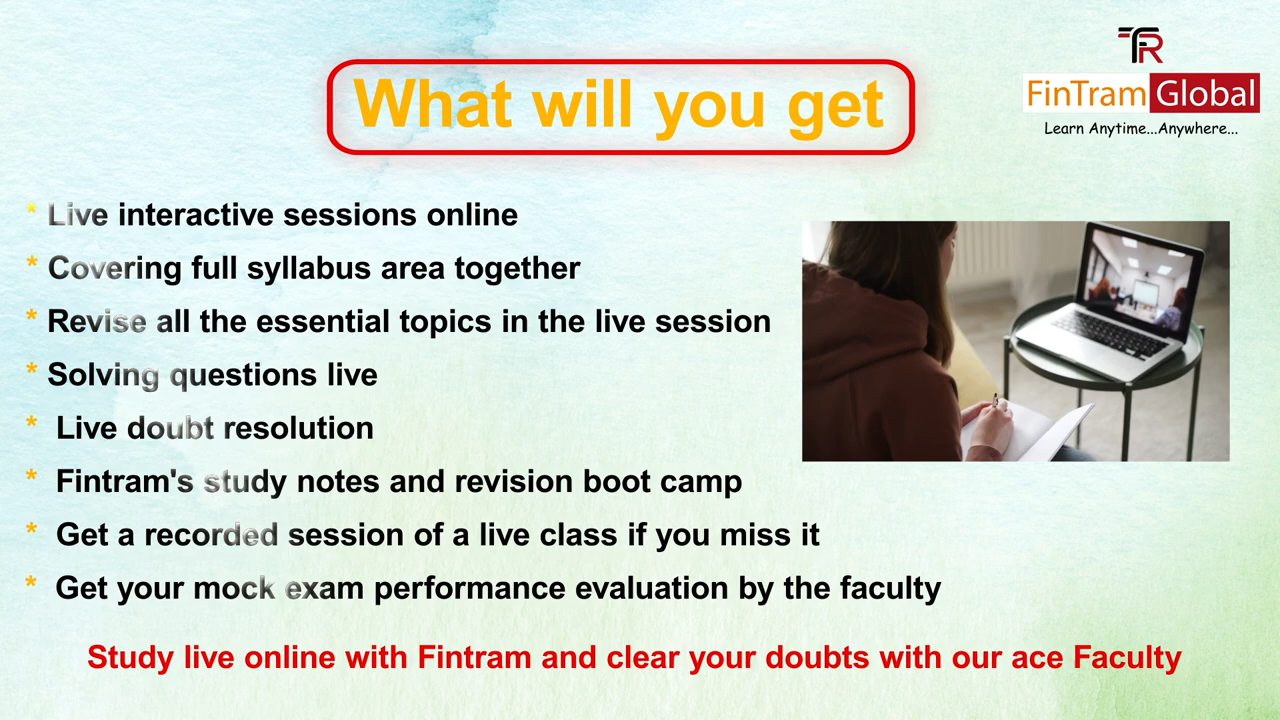 What will you get
TFR
FinTram Global
Learn Anytime...Anywhere...
* Live interactive sessions online
* Covering full syllabus area together
* Revise all the essential topics in the live session
* Solving questions live
* Live doubt resolution
* Fintram's study notes and revision boot camp
* Get a recorded session of a live class if you miss it
* Get your mock exam performance evaluation by the faculty
Study live online with Fintram and clear your doubts with our ace Faculty